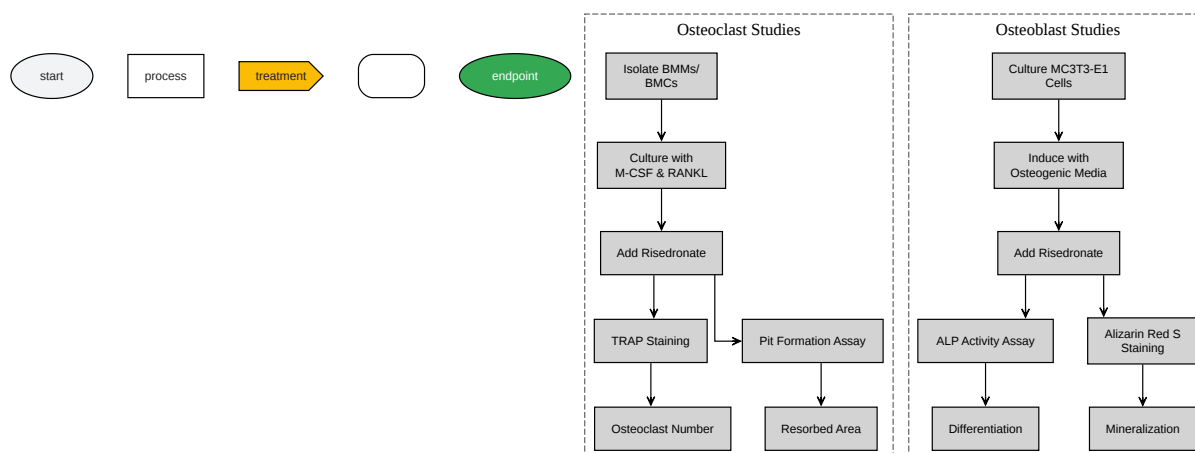 start
process
treatment
endpoint
Osteoclast Studies
Isolate BMMs/
BMCs
Culture with
M-CSF & RANKL
Add Risedronate
TRAP Staining
Pit Formation Assay
Osteoclast Number
Resorbed Area
Osteoblast Studies
Culture MC3T3-E1
Cells
Induce with
Osteogenic Media
Add Risedronate
ALP Activity Assay
Alizarin Red S
Staining
Differentiation
Mineralization